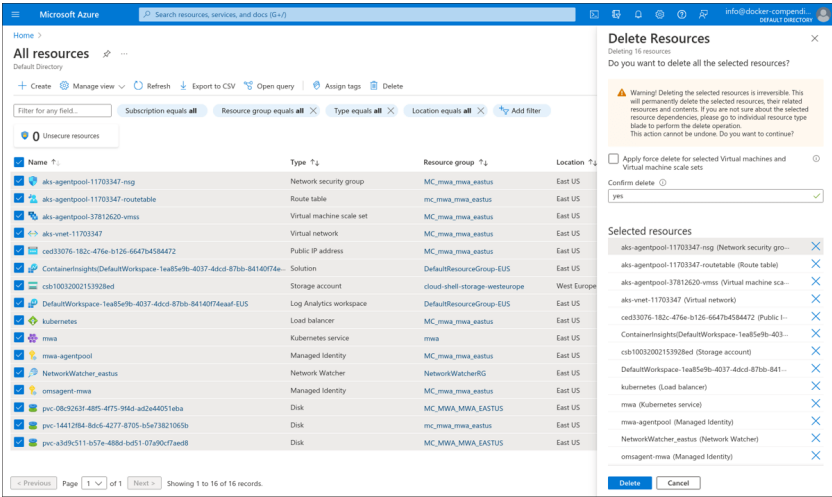 Microsoft Azure
Search resources, services, and docs (G+/)
info@docker-compendi...
DEFAULT DIRECTORY
Home >
All resources
Default Directory
Create Manage view Refresh Export to CSV Open query Assign tags Delete
Filter for any field... Subscription equals all Resource group equals all Type equals all Location equals all Add filter
0 Unsecure resources
Name Type Resource group Location
aks-agentpool-11703347-nsg Network security group MC_mwa_mwa_eastus East US
aks-agentpool-11703347-routetable Route table mc_mwa_mwa_eastus East US
aks-agentpool-37812620-vmss Virtual machine scale set MC_mwa_mwa_eastus East US
aks-vnet-11703347 Virtual network MC_mwa_mwa_eastus East US
ced33076-182c-476e-b126-6647b4584472 Public IP address MC_mwa_mwa_eastus East US
ContainerInsights(DefaultWorkspace-1ea85e9b-4037-4dcd-87bb-84140f74e... Solution DefaultResourceGroup-EUS East US
csb10032002153928ed Storage account cloud-shell-storage-westeurope West Europe
DefaultWorkspace-1ea85e9b-4037-4dcd-87bb-84140f74eaaf-EUS Log Analytics workspace DefaultResourceGroup-EUS East US
kubernetes Load balancer MC_mwa_mwa_eastus East US
mwa Kubernetes service mwa East US
mwa-agentpool Managed Identity MC_mwa_mwa_eastus East US
NetworkWatcher_eastus Network Watcher NetworkWatcherRG East US
omsagent-mwa Managed Identity MC_mwa_mwa_eastus East US
pvc-08c9263f-48f5-4f75-9f4d-ad2e44051eba Disk MC_MWA_MWA_EASTUS East US
pvc-14412f84-8dc6-4277-8705-b5e73821065b Disk mc_mwa_mwa_eastus East US
pvc-a3d9c511-b57e-488d-bd51-07a90cf7aed8 Disk MC_MWA_MWA_EASTUS East US
< Previous Page 1 of 1 Next > Showing 1 to 16 of 16 records.
Delete Resources
Deleting 16 resources
Do you want to delete all the selected resources?
Warning! Deleting the selected resources is irreversible. This
will permanently delete the selected resources, their related
resources and contents. If you are not sure about the selected
resource dependencies, please go to individual resource type
blade to perform the delete operation.
This action cannot be undone. Do you want to continue?
Apply force delete for selected Virtual machines and
Virtual machine scale sets
Confirm delete
yes
Selected resources
aks-agentpool-11703347-nsg (Network security gro...
aks-agentpool-11703347-routetable (Route table)
aks-agentpool-37812620-vmss (Virtual machine sca...
aks-vnet-11703347 (Virtual network)
ced33076-182c-476e-b126-6647b4584472 (Public I...
ContainerInsights(DefaultWorkspace-1ea85e9b-403...
csb10032002153928ed (Storage account)
DefaultWorkspace-1ea85e9b-4037-4dcd-87bb-841...
kubernetes (Load balancer)
mwa (Kubernetes service)
mwa-agentpool (Managed Identity)
NetworkWatcher_eastus (Network Watcher)
omsagent-mwa (Managed Identity)
Delete Cancel